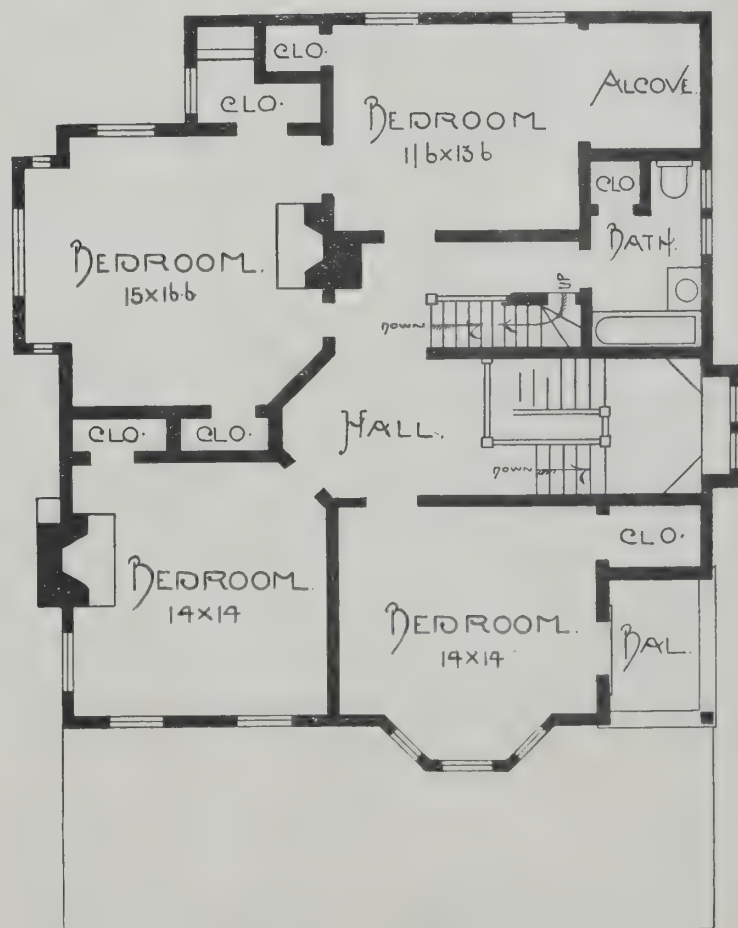 CLO.
CLO.
ALCOVE.
BEDROOM
11 6 X 13 6
CLO
BATH.
BEDROOM.
15 X 16.6
UP
DOWN
CLO.
CLO.
HALL.
DOWN
CLO.
BEDROOM.
14 X 14
BEDROOM.
14 X 14
BAL.